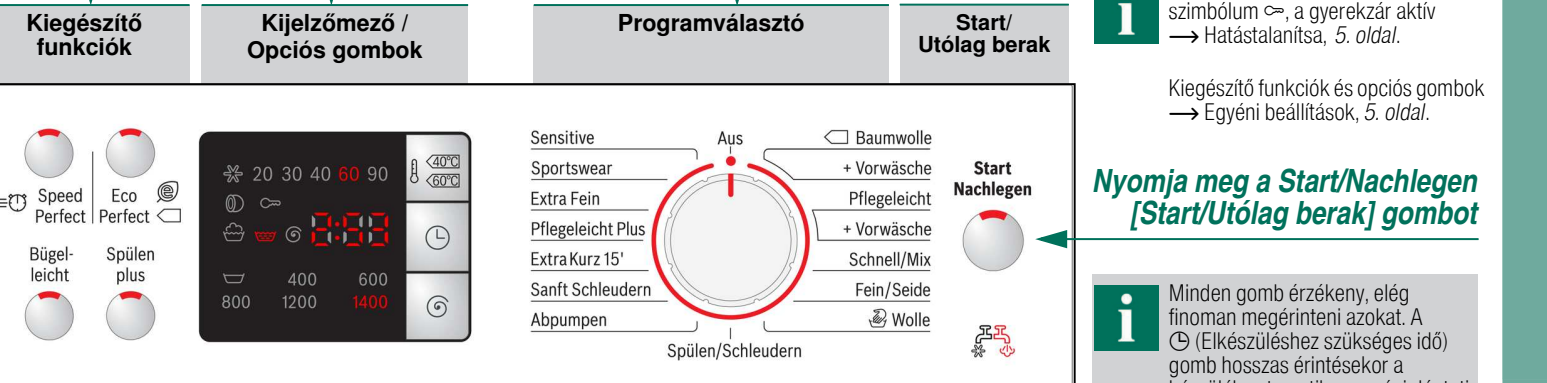 Kiegészítő
funkciók
Kijelzőmező /
Opciós gombok
Programválasztó
Start/
Utólag berak
szimbólum, a gyerekzár aktív
→ Hatástalanítsa, 5. oldal.
Kiegészítő funkciók és opciós gombok
→ Egyéni beállítások, 5. oldal.
Speed
Perfect
Eco
Perfect
Bügel-
leicht
Spülen
plus
20 30 40 60 90
400 600
800 1200 1400
40°C
60°C
Sensitive
Sportswear
Extra Fein
Pflegeleicht Plus
Extra Kurz 15'
Sanft Schleudern
Abpumpen
Aus
Baumwolle
+ Vorwäsche
Pflegeleicht
+ Vorwäsche
Schnell/Mix
Fein/Seide
Wolle
Spülen/Schleudern
Start
Nachlegen
Nyomja meg a Start/Nachlegen
[Start/Utólag berak] gombot
i
Minden gomb érzékeny, elég
finoman megérinteni azokat. A
(Elkészüléshez szükséges idő)
gomb hosszas érintésekor a